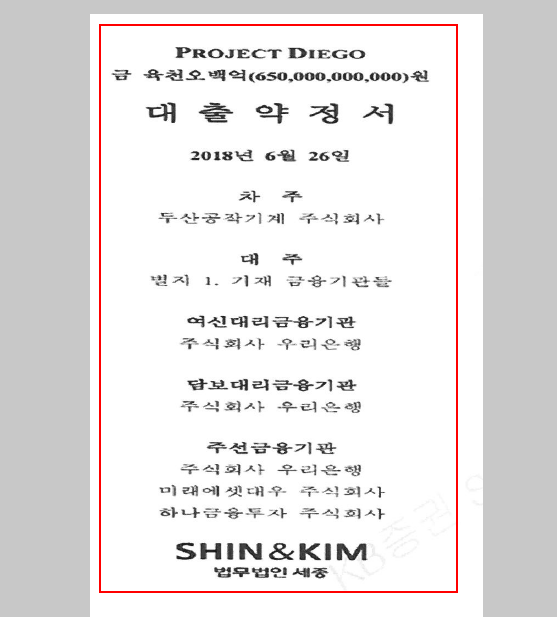 PROJECT DIEGO
금 육천오백억(650,000,000,000)원
대 출 약 정 서
2018년 6월 26일
차 주
두산공작기계 주식회사
대 주
별지 1. 기재 금융기관들
여신대리금융기관
주식회사 우리은행
담보대리금융기관
주식회사 우리은행
주선금융기관
주식회사 우리은행
미래에셋대우 주식회사
하나금융투자 주식회사
SHIN&KIM
법무법인 세종
KB증권